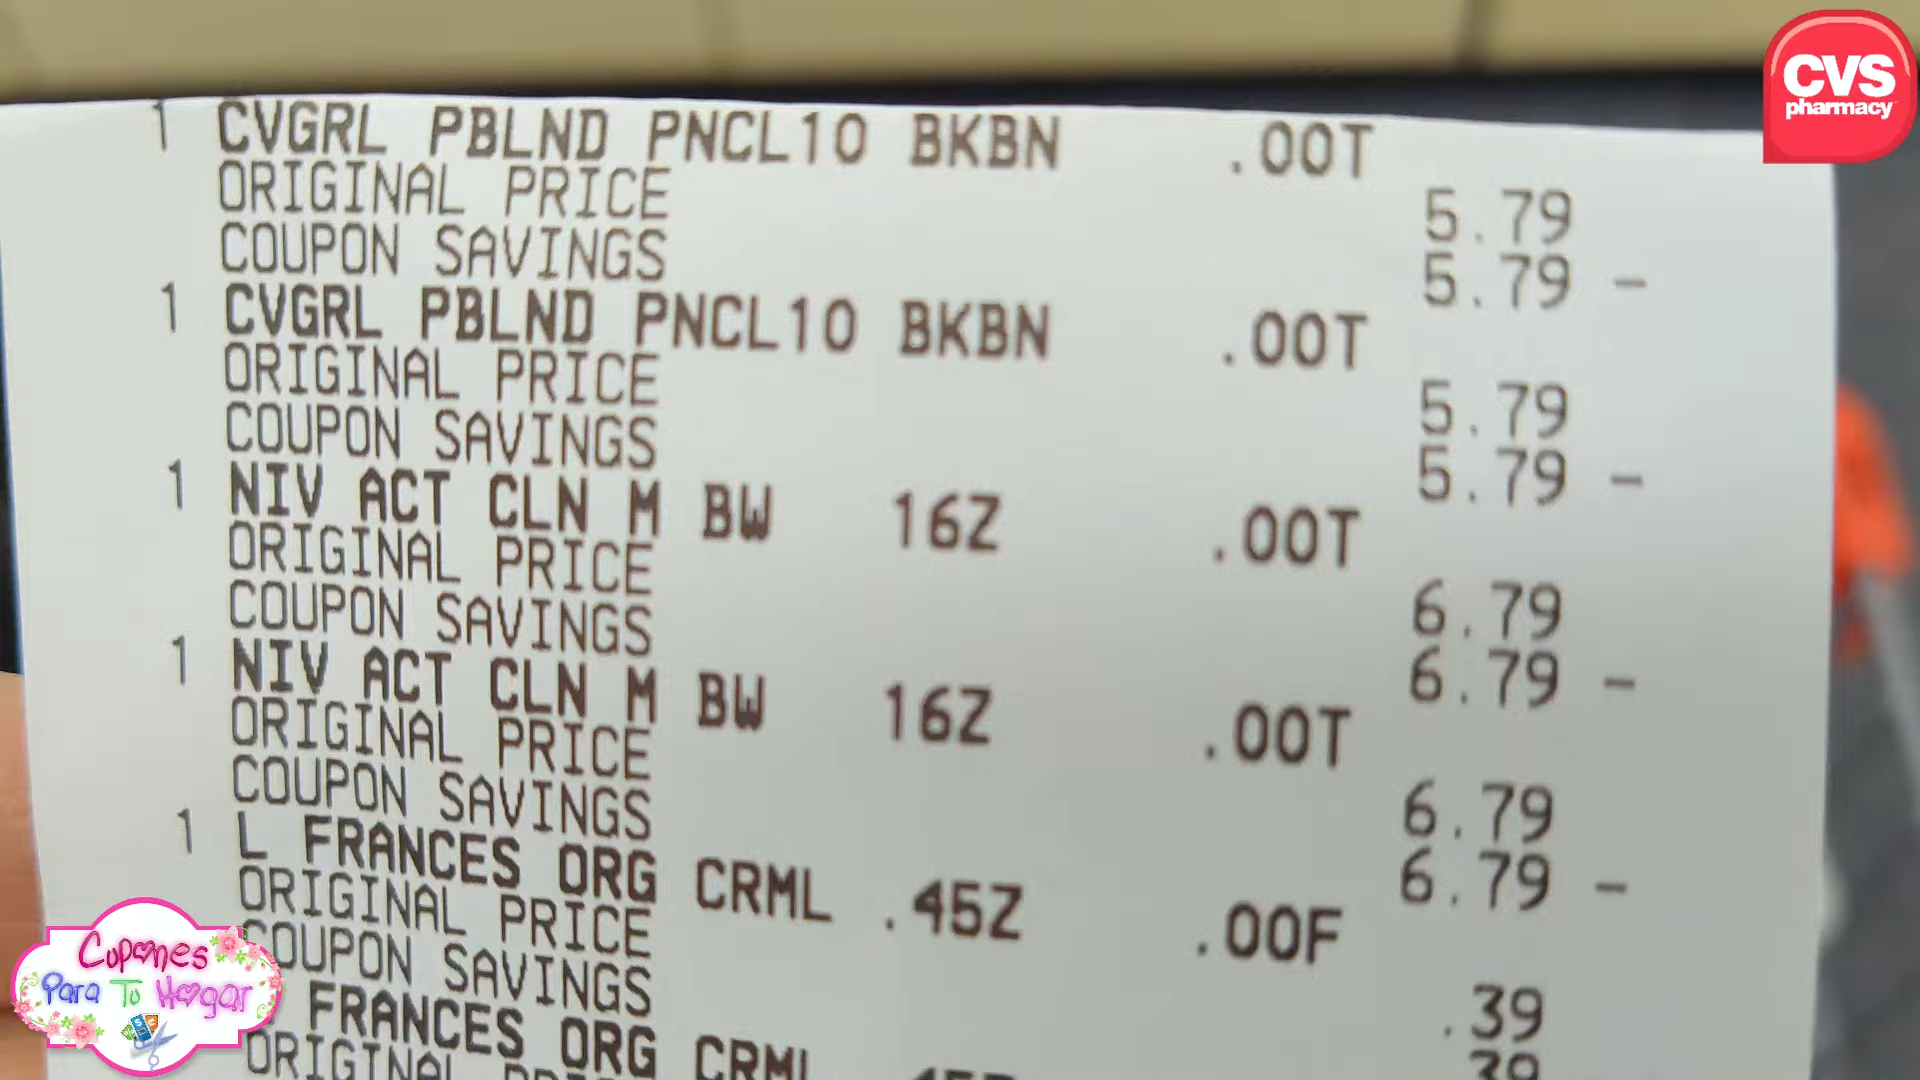 CVS
pharmacy
1 CVGRL PBLND PNCL10 BKBN .00T
ORIGINAL PRICE 5.79
COUPON SAVINGS 5.79 -
1 CVGRL PBLND PNCL10 BKBN .00T
ORIGINAL PRICE 5.79
COUPON SAVINGS 5.79 -
1 NIV ACT CLN M BW 16Z .00T
ORIGINAL PRICE 6.79
COUPON SAVINGS 6.79 -
1 NIV ACT CLN M BW 16Z .00T
ORIGINAL PRICE 6.79
COUPON SAVINGS 6.79 -
1 L FRANCES ORG CRML .45Z .00F
ORIGINAL PRICE .39
COUPON SAVINGS .39
FRANCES ORG CRML
ORIGINAL
Cupones
Para Tu Hogar